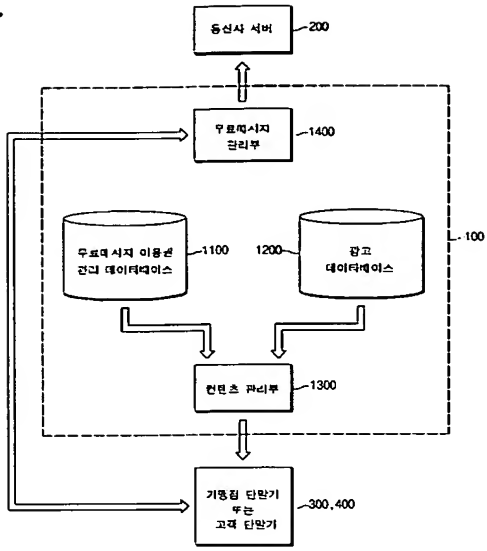 통신사 서버
200
무료메시지
관리부
1400
무료메시지 이용권
관리 데이터베이스
1100
1200
광고
데이타베이스
100
컨텐츠 관리부
1300
가맹점 단말기
또는
고객 단말기
300,400